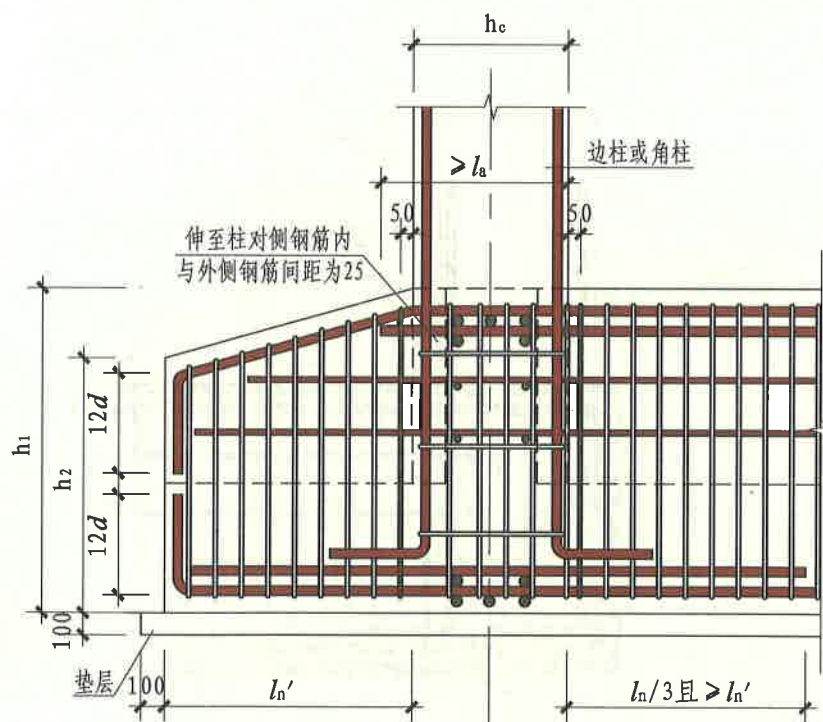 hc
边柱或角柱
≥la
50
50
伸至柱对侧钢筋内
与外侧钢筋间距为25
h1
h2
12d
12d
100
垫层
100
ln'
ln/3且≥ln'